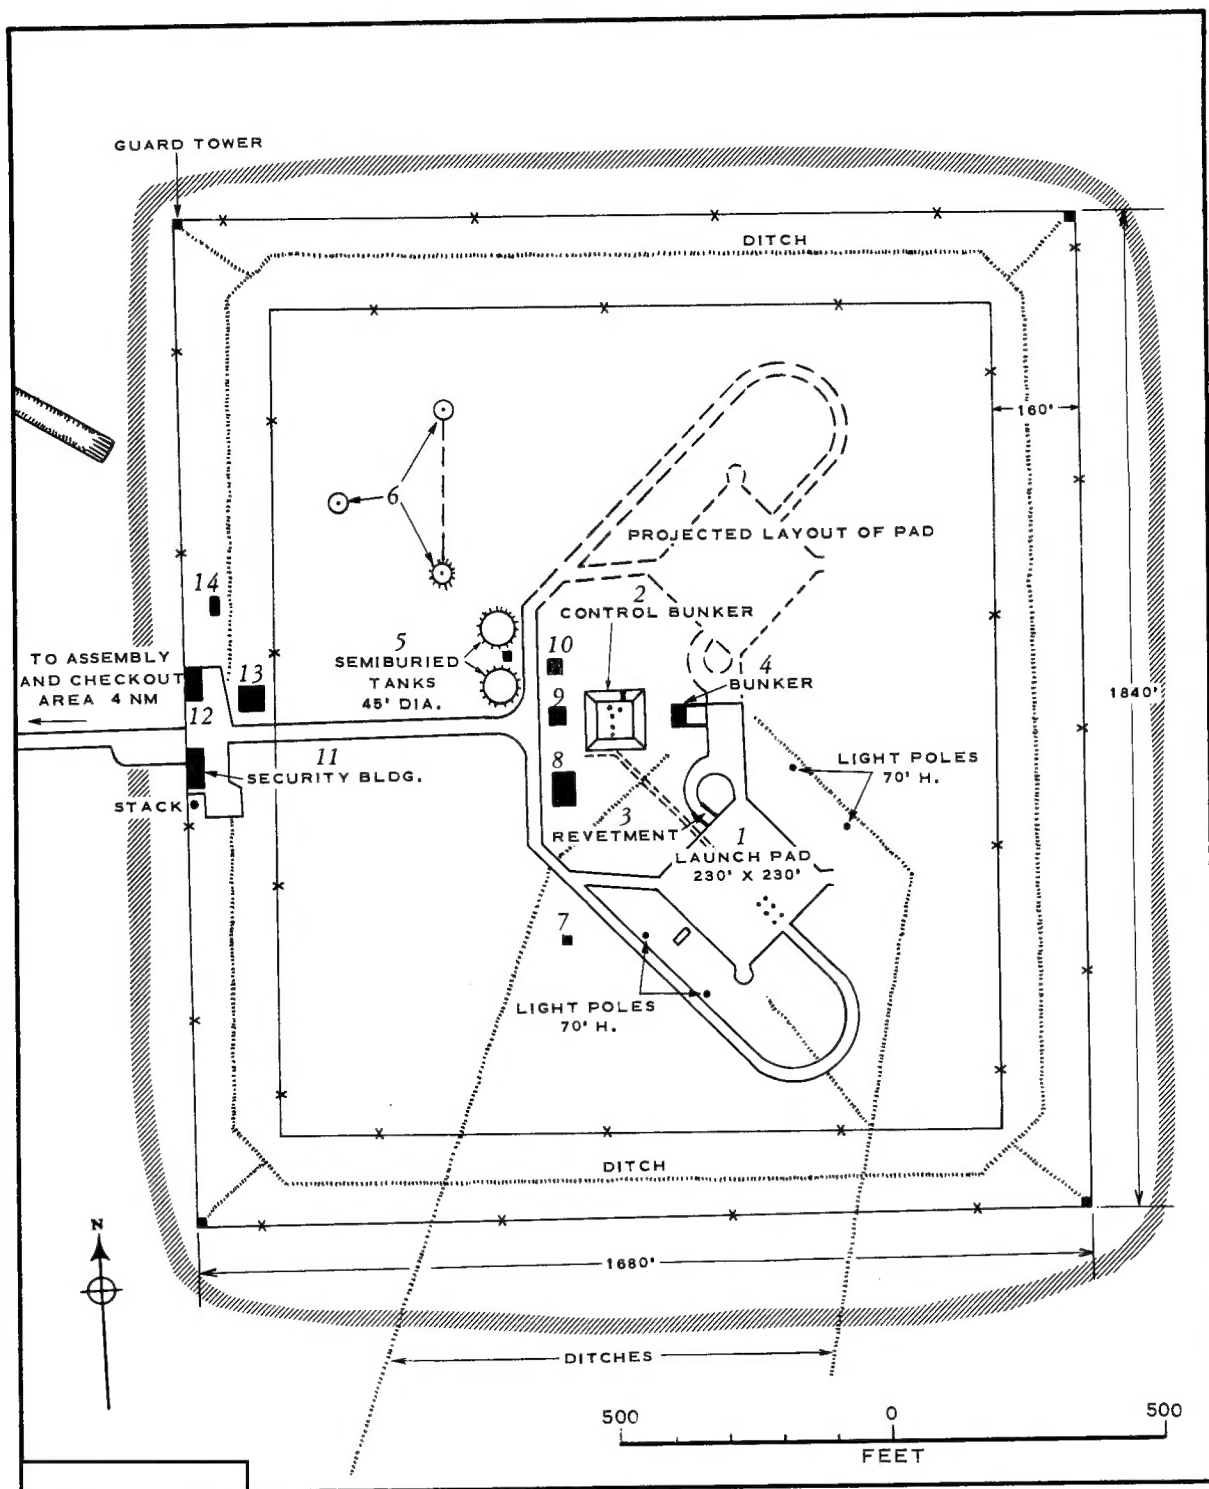 GUARD TOWER
DITCH
160'
6
PROJECTED LAYOUT OF PAD
14
2
CONTROL BUNKER
5
SEMIBURIED
TANKS
45' DIA.
10
TO ASSEMBLY
AND CHECKOUT
AREA 4 NM
13
4
BUNKER
1840'
9
12
11
SECURITY BLDG.
8
LIGHT POLES
70' H.
STACK
3
REVETMENT
1
LAUNCH PAD
230' X 230'
7
LIGHT POLES
70' H.
DITCH
N
1680'
DITCHES
500 0 500
FEET